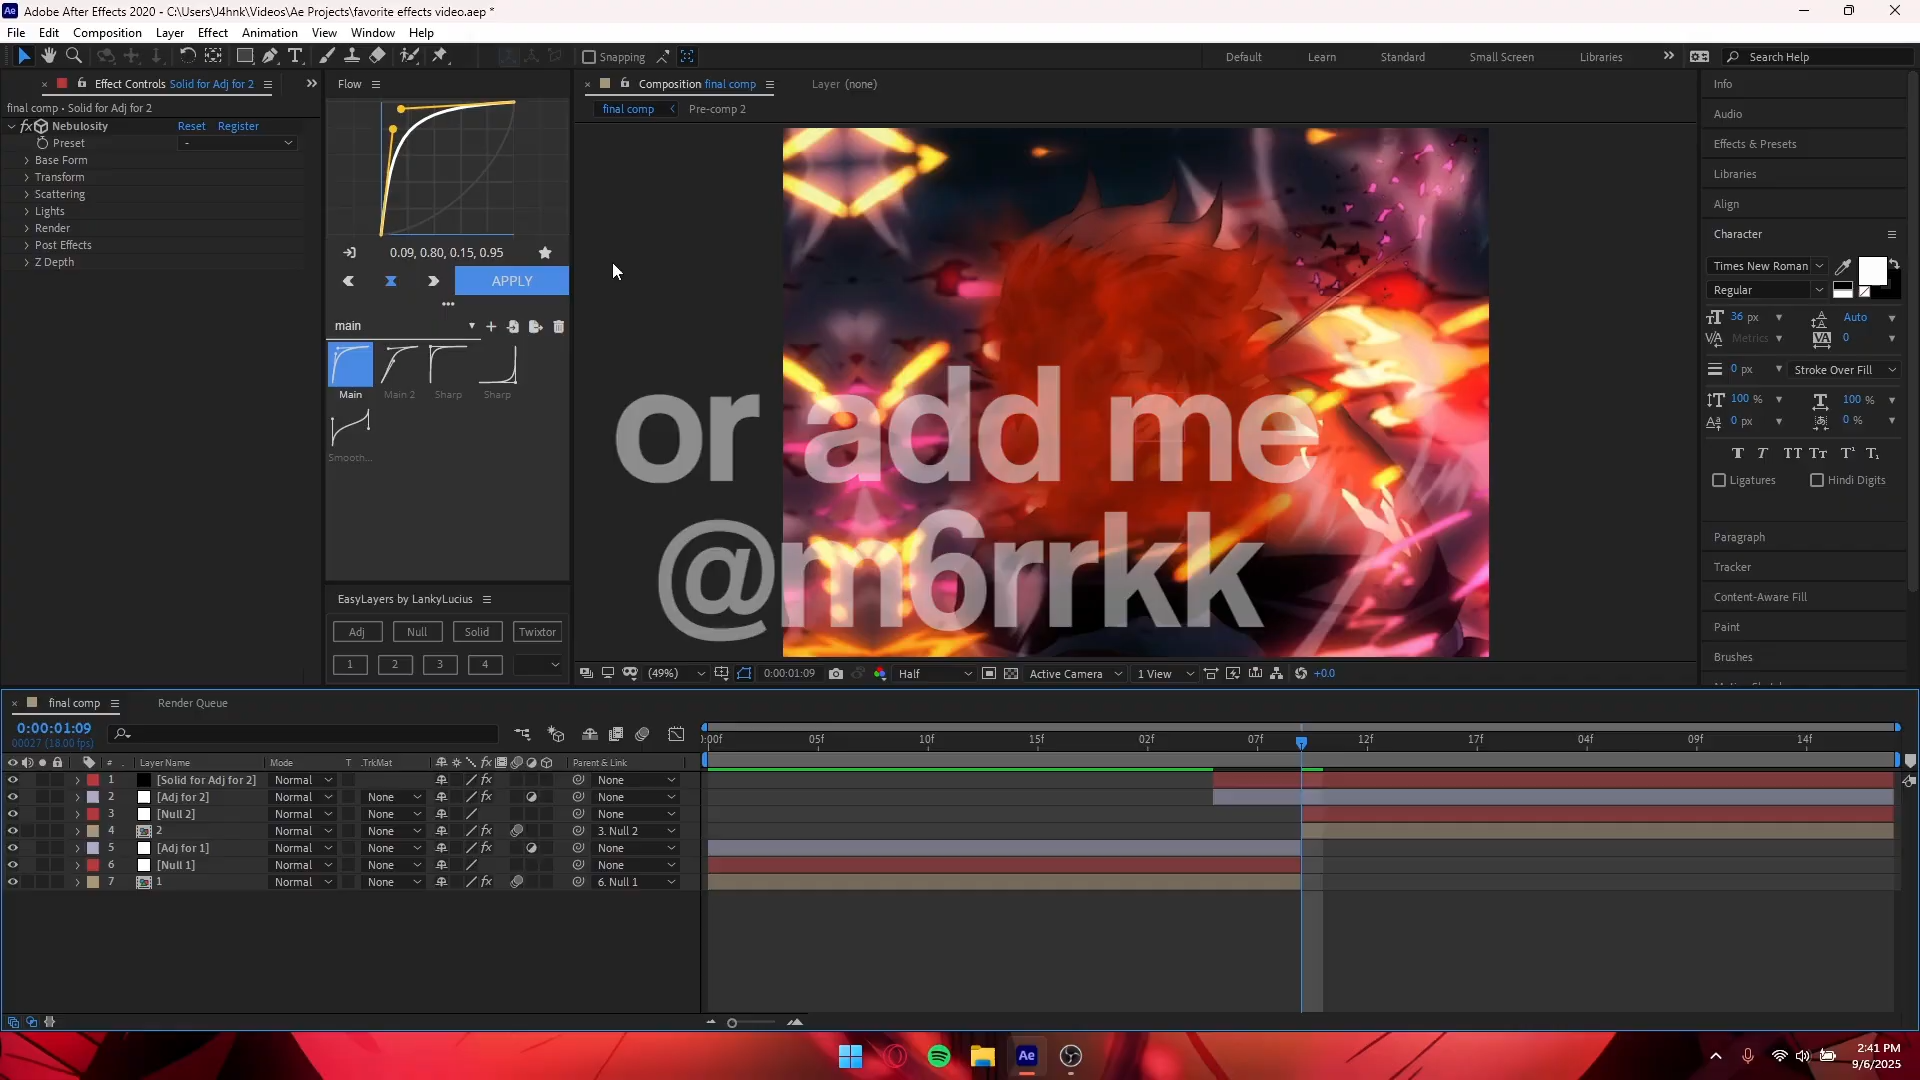 Adobe After Effects 2020 - C:\Users\J4hnk\Videos\Ae Projects\favorite effects video.aep *
File Edit Composition Layer Effect Animation View Window Help
Snapping
Default Learn Standard Small Screen Libraries
Search Help
Effect Controls Solid for Adj for 2
final comp • Solid for Adj for 2
fx Nebulosity Reset Register
Preset -
Base Form
Transform
Scattering
Lights
Render
Post Effects
Z Depth
Flow
0.09, 0.80, 0.15, 0.95
APPLY
main
Main Main 2 Sharp Sharp
Smooth...
EasyLayers by LankyLucius
Adj Null Solid Twixtor
1 2 3 4
Composition final comp
Layer (none)
final comp Pre-comp 2
or add me
@m6rrkk
(49%) 0:00:01:09 Half Active Camera 1 View +0.0
Info
Audio
Effects & Presets
Libraries
Align
Character
Times New Roman
Regular
36 px Auto
Metrics 0
0 px Stroke Over Fill
100 % 100 %
0 px 0 %
Ligatures Hindi Digits
Paragraph
Tracker
Content-Aware Fill
Paint
Brushes
final comp Render Queue
0:00:01:09
00027 (18.00 fps)
:00f 05f 10f 15f 02f 07f 12f 17f 04f 09f 14f
# Layer Name Mode T .TrkMat Parent & Link
1 [Solid for Adj for 2] Normal None
2 [Adj for 2] Normal None None
3 [Null 2] Normal None None
4 2 Normal None 3. Null 2
5 [Adj for 1] Normal None None
6 [Null 1] Normal None None
7 1 Normal None 6. Null 1
2:41 PM
9/6/2025